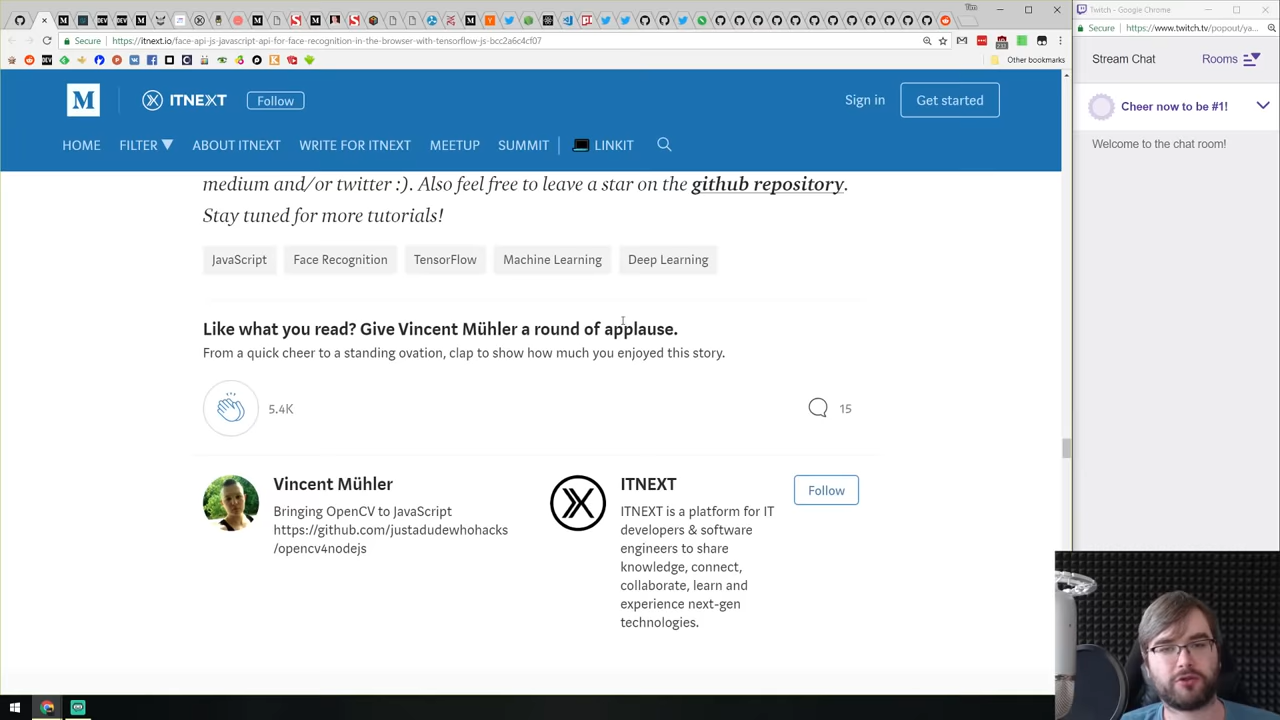 Tim
Secure
https://itnext.io/face-api-js-javascript-api-for-face-recognition-in-the-browser-with-tensorflow-js-bcc2a6c4cf07
Other bookmarks
M
ITNEXT
Follow
Sign in
Get started
HOME
FILTER
ABOUT ITNEXT
WRITE FOR ITNEXT
MEETUP
SUMMIT
LINKIT
medium and/or twitter :). Also feel free to leave a star on the github repository.
Stay tuned for more tutorials!
JavaScript
Face Recognition
TensorFlow
Machine Learning
Deep Learning
Like what you read? Give Vincent Mühler a round of applause.
From a quick cheer to a standing ovation, clap to show how much you enjoyed this story.
5.4K
15
Vincent Mühler
Bringing OpenCV to JavaScript
https://github.com/justadudewhohacks
/opencv4nodejs
ITNEXT
ITNEXT is a platform for IT
developers & software
engineers to share
knowledge, connect,
collaborate, learn and
experience next-gen
technologies.
Follow
Twitch - Google Chrome
Secure
https://www.twitch.tv/popout/ya...
Stream Chat
Rooms
Cheer now to be #1!
Welcome to the chat room!